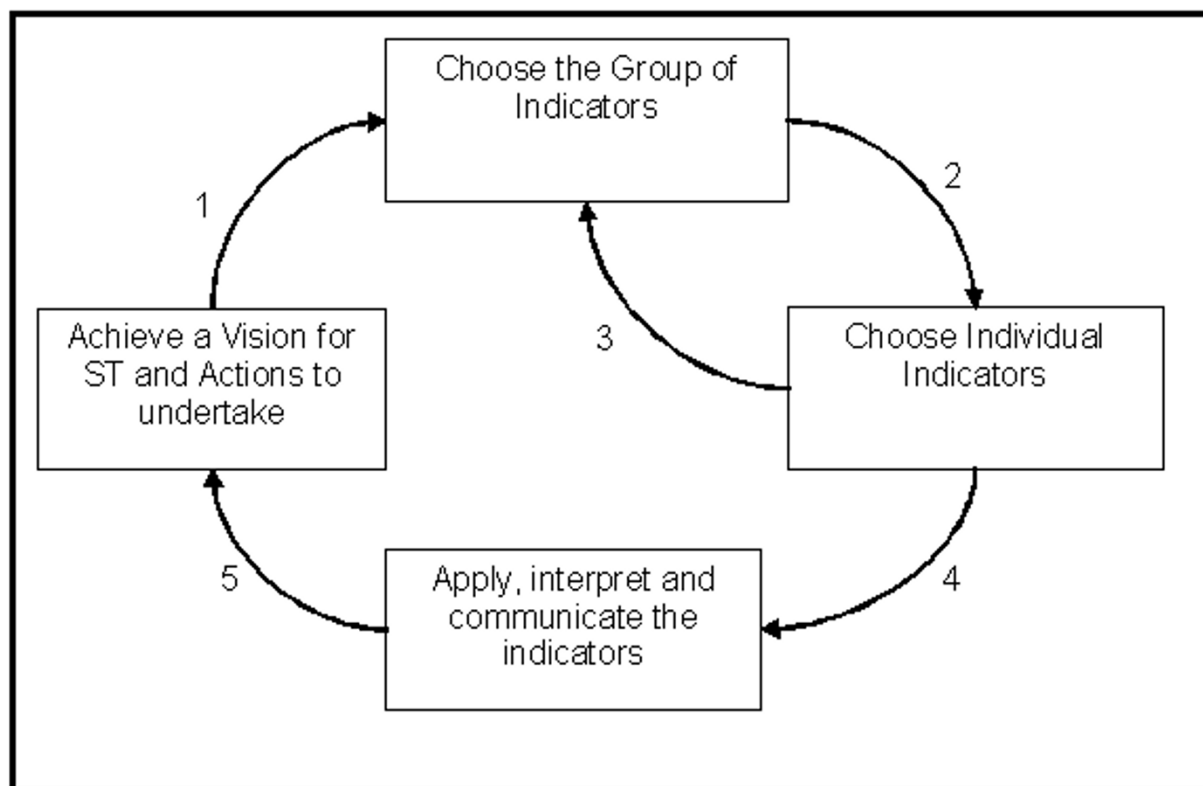 Choose the Group of
Indicators
1
2
3
Achieve a Vision for
ST and Actions to
undertake
Choose Individual
Indicators
5
Apply, interpret and
communicate the
indicators
4